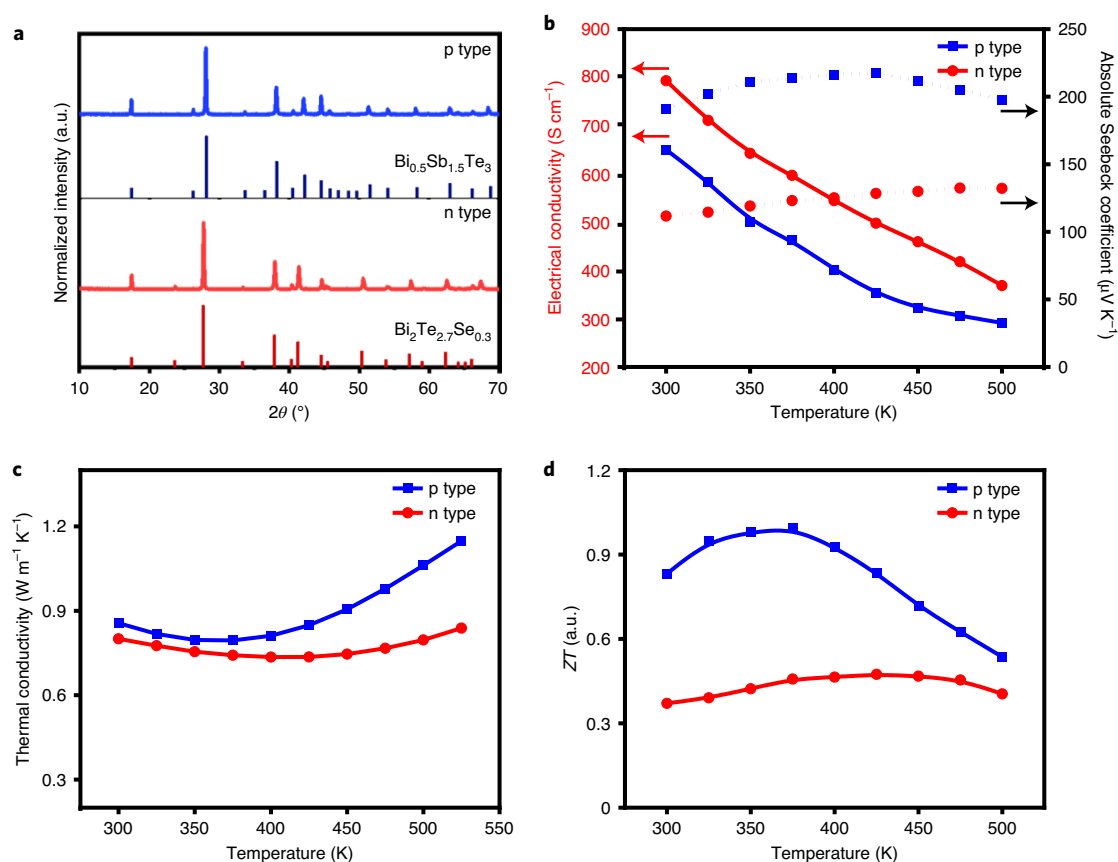 a
p type
Bi0.5Sb1.5Te3
n type
Bi2Te2.7Se0.3
Normalized intensity (a.u.)
10 20 30 40 50 60 70
2θ (°)
b
900
800
700
600
500
400
300
200
Electrical conductivity (S cm−1)
p type
n type
250
200
150
100
50
0
Absolute Seebeck coefficient (μV K−1)
300 350 400 450 500
Temperature (K)
c
p type
n type
1.2
0.9
0.6
0.3
Thermal conductivity (W m−1 K−1)
300 350 400 450 500 550
Temperature (K)
d
p type
n type
1.2
0.9
0.6
0.3
0
ZT (a.u.)
300 350 400 450 500
Temperature (K)